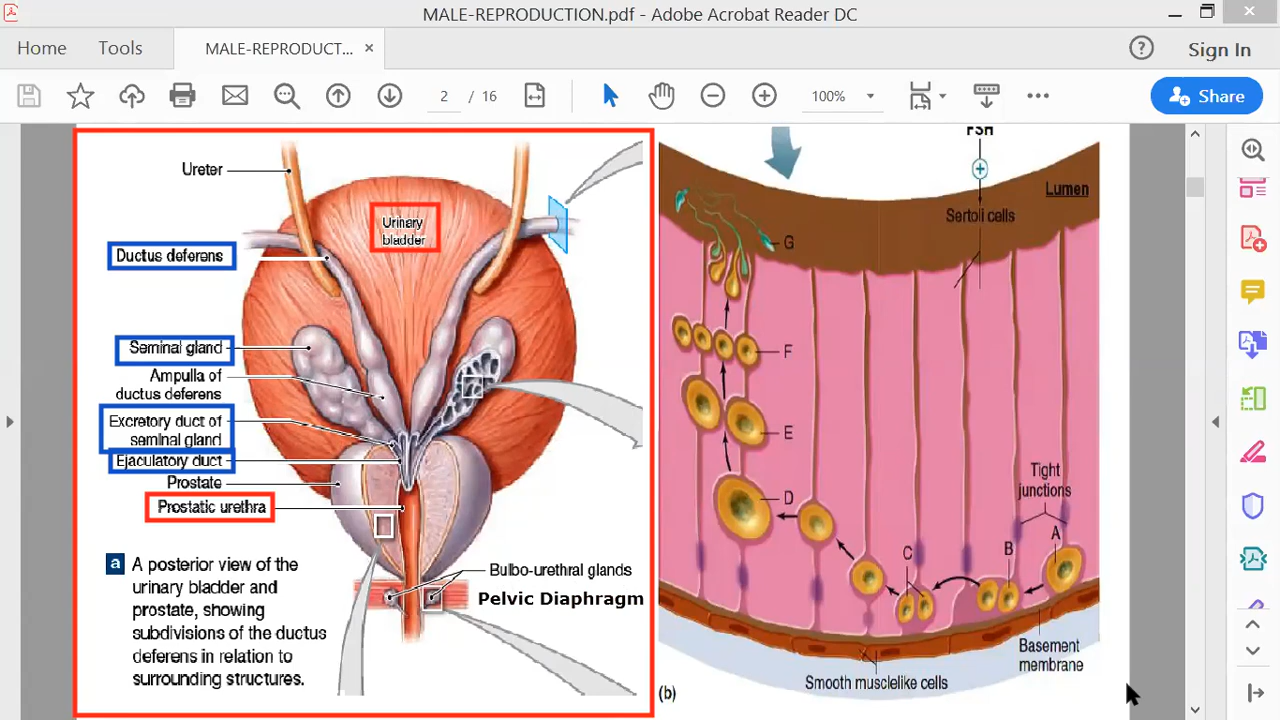 MALE-REPRODUCTION.pdf - Adobe Acrobat Reader DC
Home
Tools
MALE-REPRODUCT...
Sign In
2 / 16
100%
Share
Ureter
Urinary
bladder
Ductus deferens
Seminal gland
Ampulla of
ductus deferens
Excretory duct of
seminal gland
Ejaculatory duct
Prostate
Prostatic urethra
a A posterior view of the
urinary bladder and
prostate, showing
subdivisions of the ductus
deferens in relation to
surrounding structures.
Bulbo-urethral glands
Pelvic Diaphragm
FSH
+
Lumen
Sertoli cells
G
F
E
D
Tight
junctions
C
B
A
Basement
membrane
Smooth musclelike cells
(b)